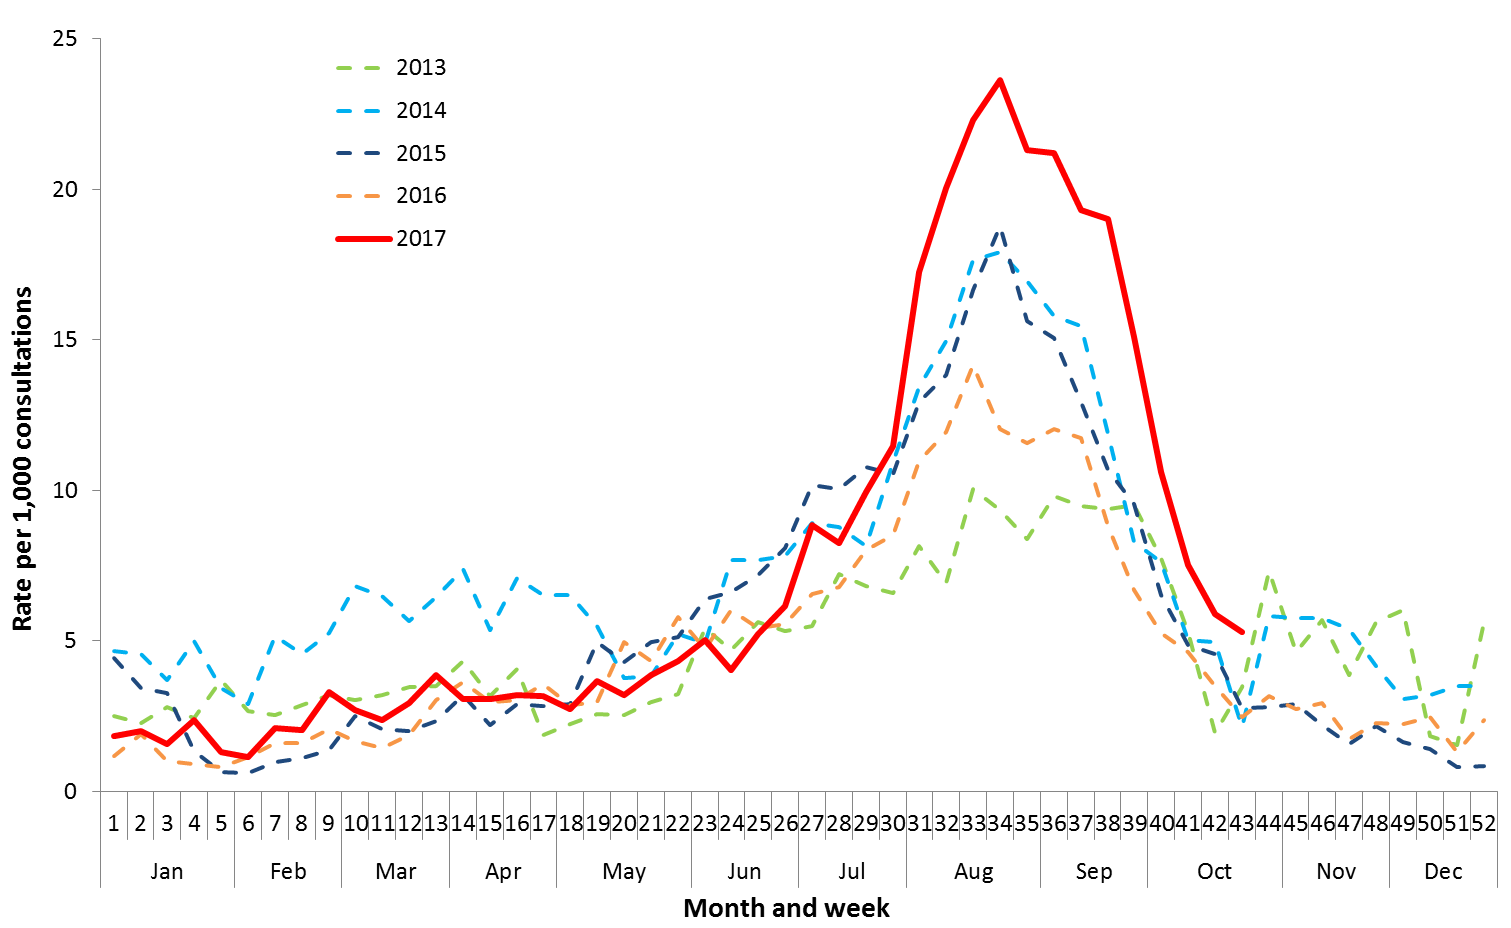 25
20
15
10
5
0
2013
2014
2015
2016
2017
Rate per 1,000 consultations
1 2 3 4 5 6 7 8 9 10 11 12 13 14 15 16 17 18 19 20 21 22 23 24 25 26 27 28 29 30 31 32 33 34 35 36 37 38 39 40 41 42 43 44 45 46 47 48 49 50 51 52
Jan Feb Mar Apr May Jun Jul Aug Sep Oct Nov Dec
Month and week